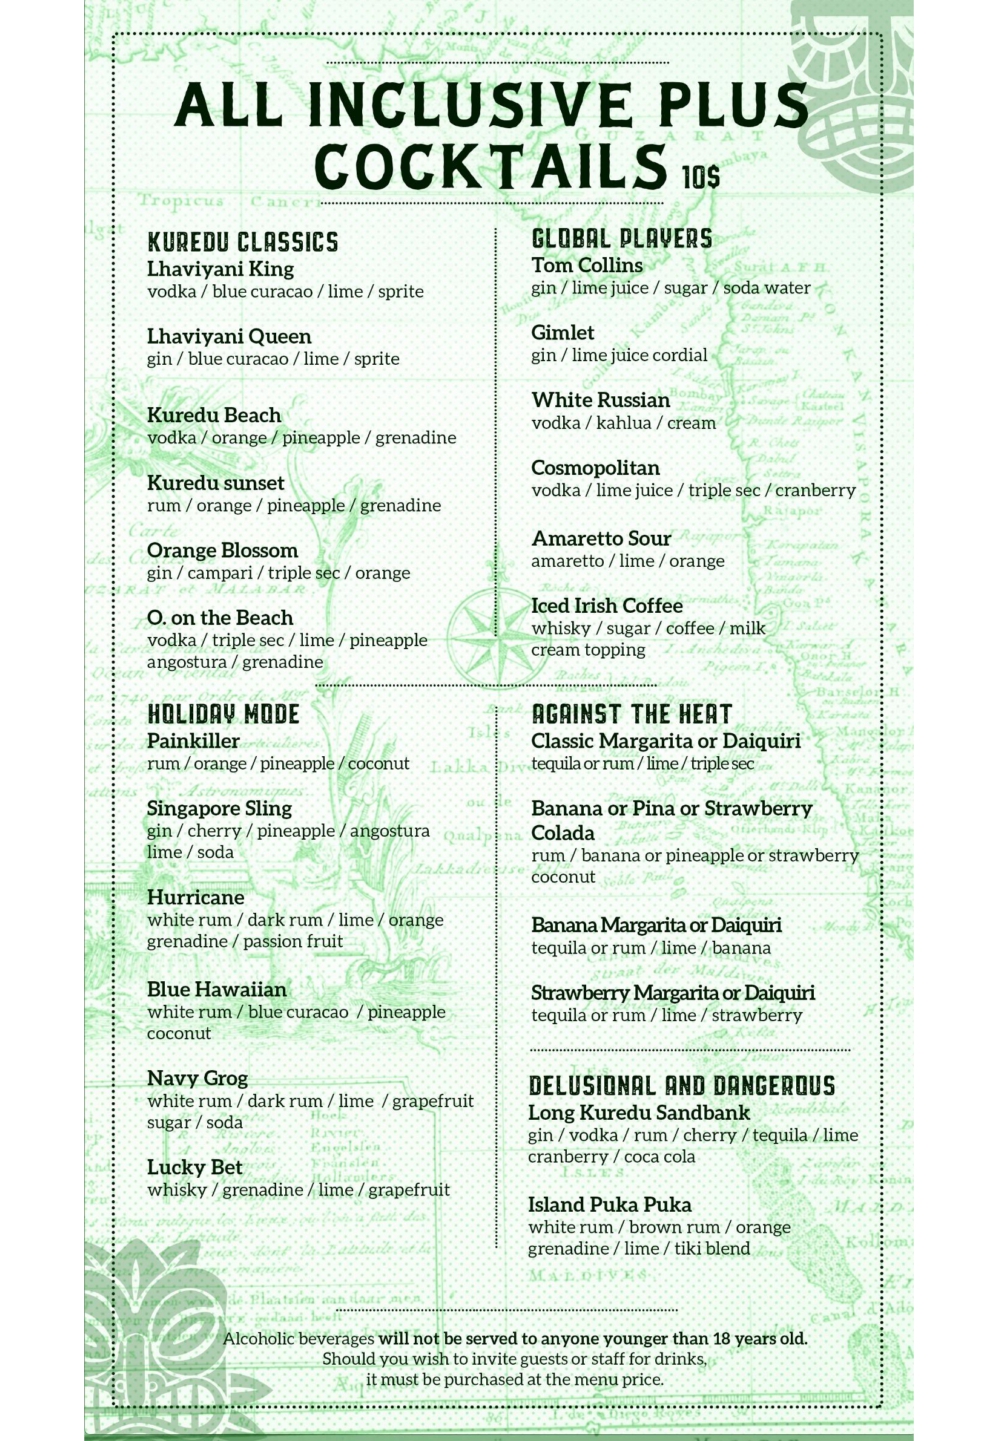 ALL INCLUSIVE PLUS
COCKTAILS 10$
KUREDU CLASSICS
Lhaviyani King
vodka / blue curacao / lime / sprite
Lhaviyani Queen
gin / blue curacao / lime / sprite
Kuredu Beach
vodka / orange / pineapple / grenadine
Kuredu sunset
rum / orange / pineapple / grenadine
Orange Blossom
gin / campari / triple sec / orange
O. on the Beach
vodka / triple sec / lime / pineapple
angostura / grenadine
GLOBAL PLAYERS
Tom Collins
gin / lime juice / sugar / soda water
Gimlet
gin / lime juice cordial
White Russian
vodka / kahlua / cream
Cosmopolitan
vodka / lime juice / triple sec / cranberry
Amaretto Sour
amaretto / lime / orange
Iced Irish Coffee
whisky / sugar / coffee / milk
cream topping
HOLIDAY MODE
Painkiller
rum / orange / pineapple / coconut
Singapore Sling
gin / cherry / pineapple / angostura
lime / soda
Hurricane
white rum / dark rum / lime / orange
grenadine / passion fruit
Blue Hawaiian
white rum / blue curacao / pineapple
coconut
Navy Grog
white rum / dark rum / lime / grapefruit
sugar / soda
Lucky Bet
whisky / grenadine / lime / grapefruit
AGAINST THE HEAT
Classic Margarita or Daiquiri
tequila or rum / lime / triple sec
Banana or Pina or Strawberry
Colada
rum / banana or pineapple or strawberry
coconut
Banana Margarita or Daiquiri
tequila or rum / lime / banana
Strawberry Margarita or Daiquiri
tequila or rum / lime / strawberry
DELUSIONAL AND DANGEROUS
Long Kuredu Sandbank
gin / vodka / rum / cherry / tequila / lime
cranberry / coca cola
Island Puka Puka
white rum / brown rum / orange
grenadine / lime / tiki blend
Alcoholic beverages will not be served to anyone younger than 18 years old.
Should you wish to invite guests or staff for drinks,
it must be purchased at the menu price.
Tropicus Cancri
GUZARAT
MALDIVES